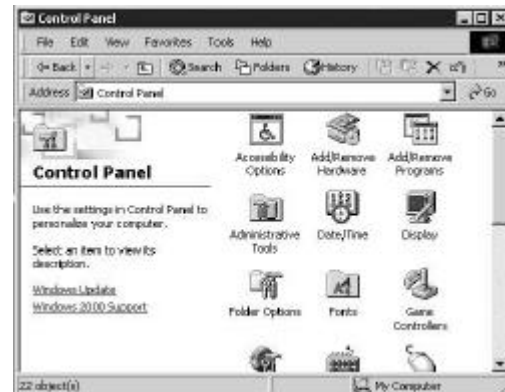 Control Panel
File Edit View Favorites Tools Help
Back Search Folders History
Address Control Panel Go
Control Panel
Use the settings in Control Panel to
personalize your computer.
Select an item to view its
description.
Windows Update
Windows 2000 Support
Accessibility
Options
Add/Remove
Hardware
Add/Remove
Programs
Administrative
Tools
Date/Time
Display
Folder Options
Fonts
Game
Controllers
22 object(s)
My Computer